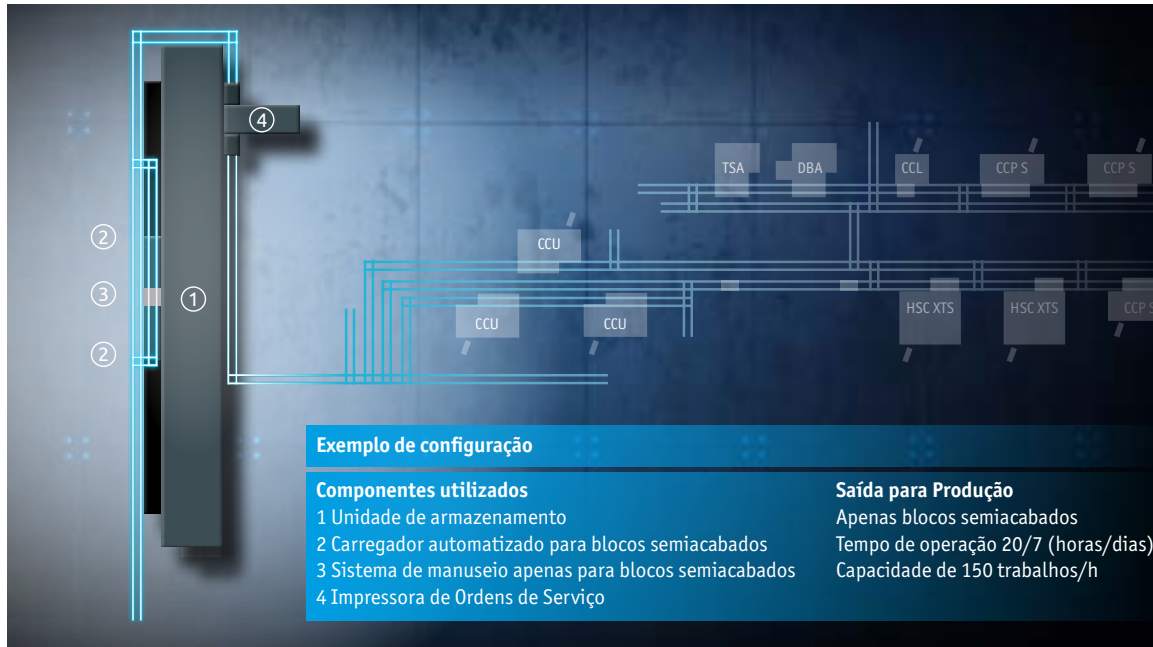 ④
TSA
DBA
CCL
CCP S
CCP S
②
CCU
③
①
HSC XTS
HSC XTS
CCP S
CCU
CCU
②
Exemplo de configuração
Componentes utilizados
1 Unidade de armazenamento
2 Carregador automatizado para blocos semiacabados
3 Sistema de manuseio apenas para blocos semiacabados
4 Impressora de Ordens de Serviço
Saída para Produção
Apenas blocos semiacabados
Tempo de operação 20/7 (horas/dias)
Capacidade de 150 trabalhos/h